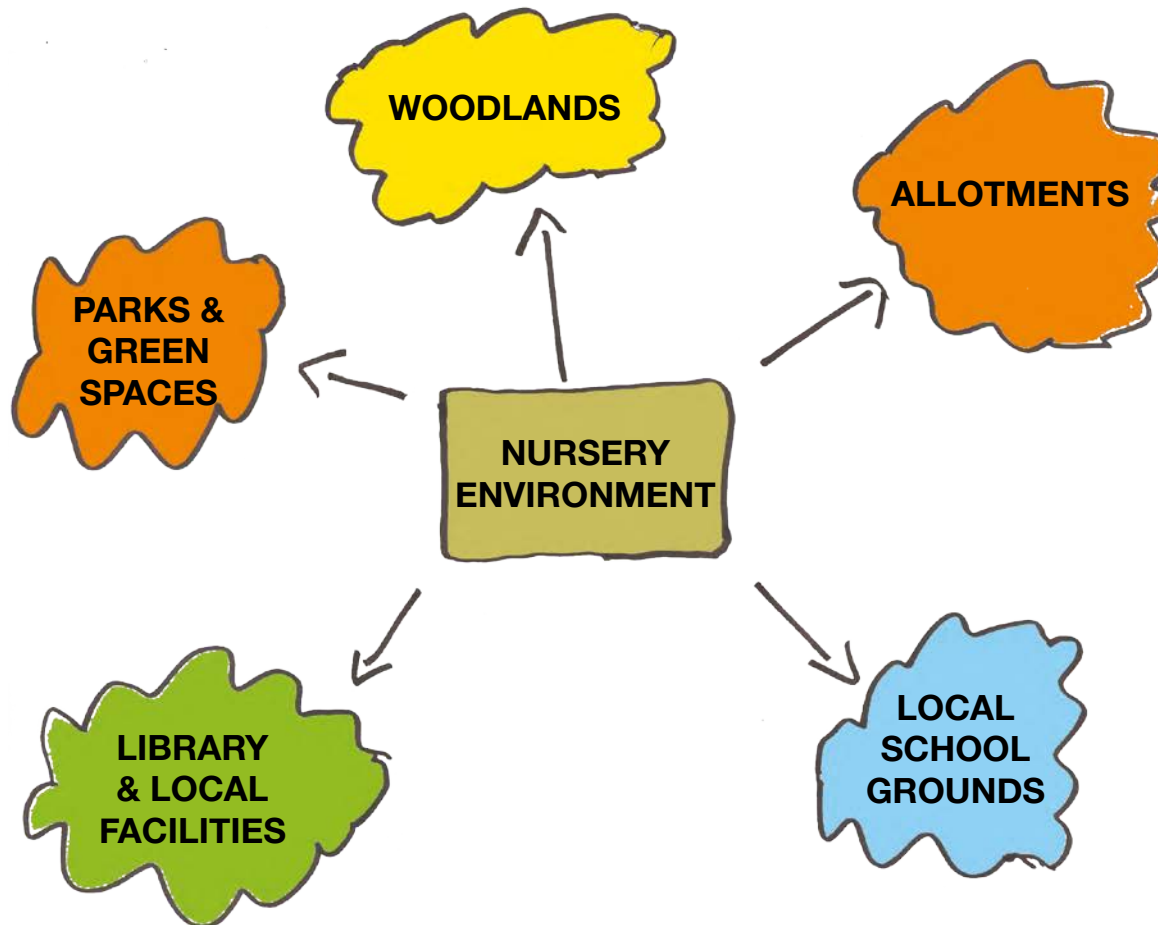 WOODLANDS
ALLOTMENTS
PARKS &
GREEN
SPACES
NURSERY
ENVIRONMENT
LIBRARY
& LOCAL
FACILITIES
LOCAL
SCHOOL
GROUNDS